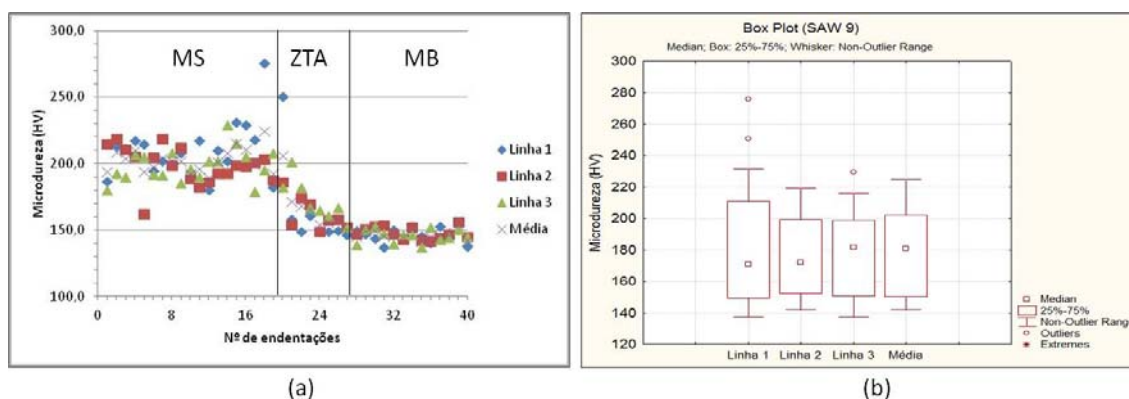 300,0
250,0
200,0
150,0
100,0
Microdureza (HV)
MS
ZTA
MB
0
8
16
24
32
40
Nº de endentações
Linha 1
Linha 2
Linha 3
Média
(a)
Box Plot (SAW 9)
Median; Box: 25%-75%; Whisker: Non-Outlier Range
300
280
260
240
220
200
180
160
140
120
Microdureza (HV)
Linha 1
Linha 2
Linha 3
Média
Median
25%-75%
Non-Outlier Range
Outliers
Extremes
(b)